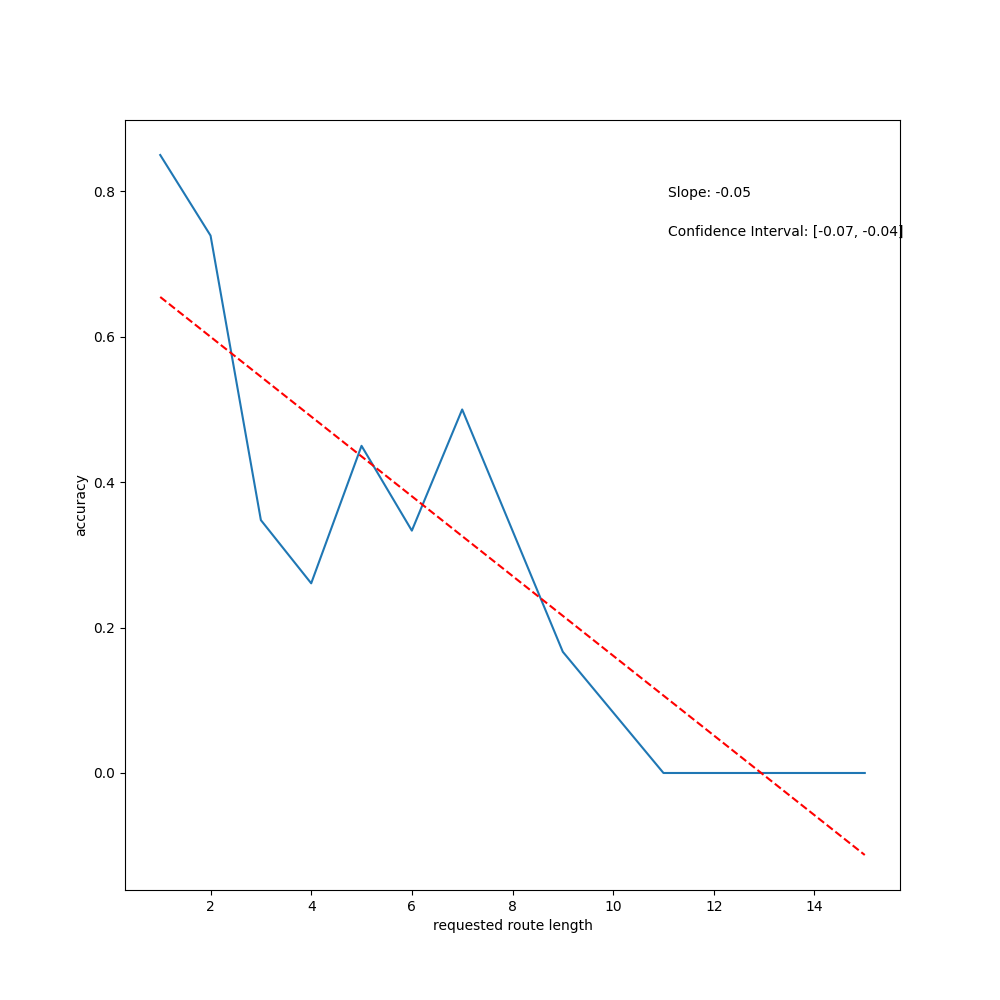 Slope: -0.05
Confidence Interval: [-0.07, -0.04]
accuracy
0.8
0.6
0.4
0.2
0.0
2 4 6 8 10 12 14
requested route length